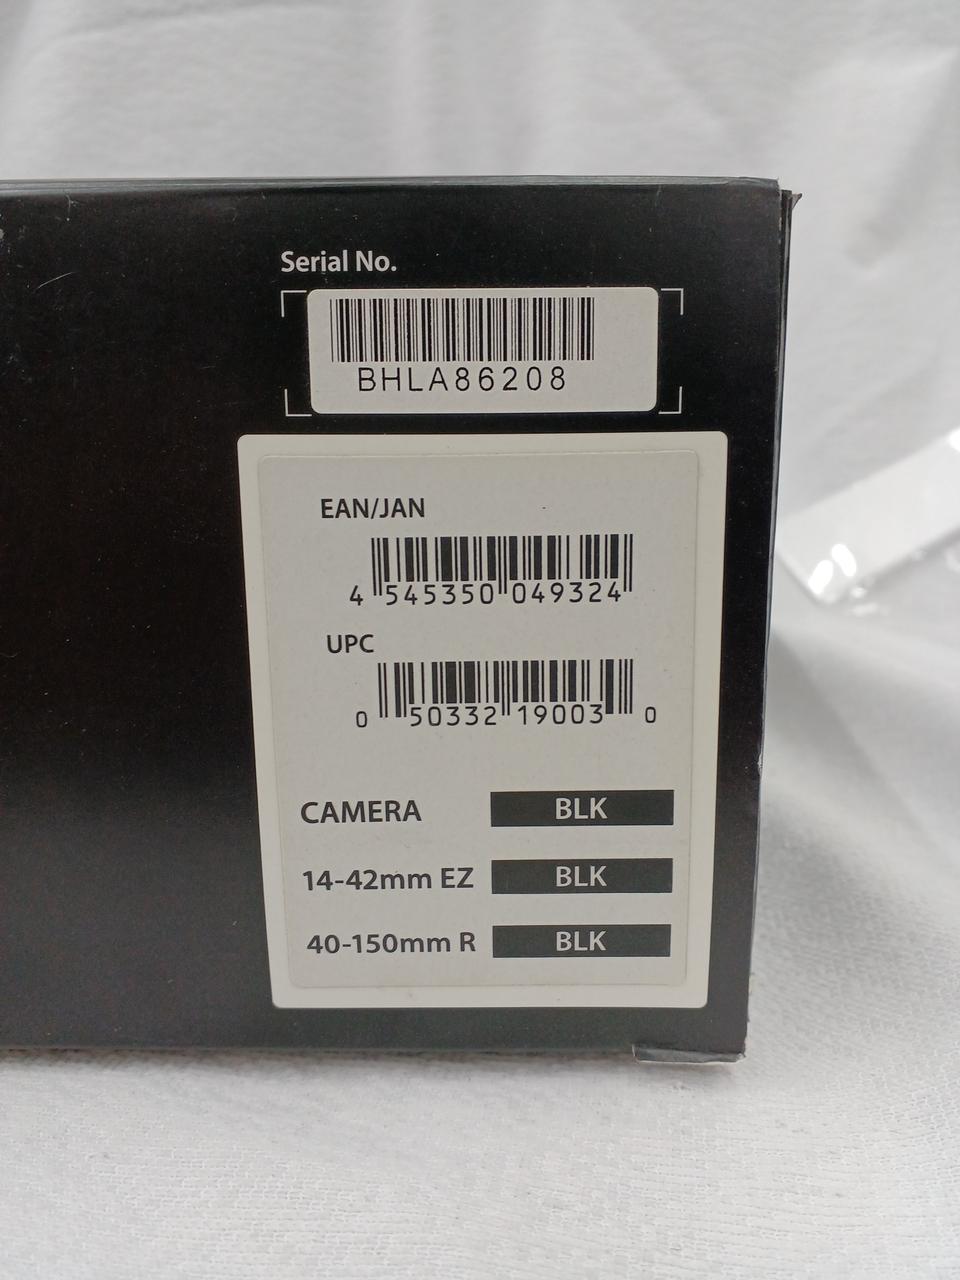 Serial No.
BHLA86208
EAN/JAN
4 545350 049324
UPC
0 50332 19003 0
CAMERA BLK
14-42mm EZ BLK
40-150mm R BLK